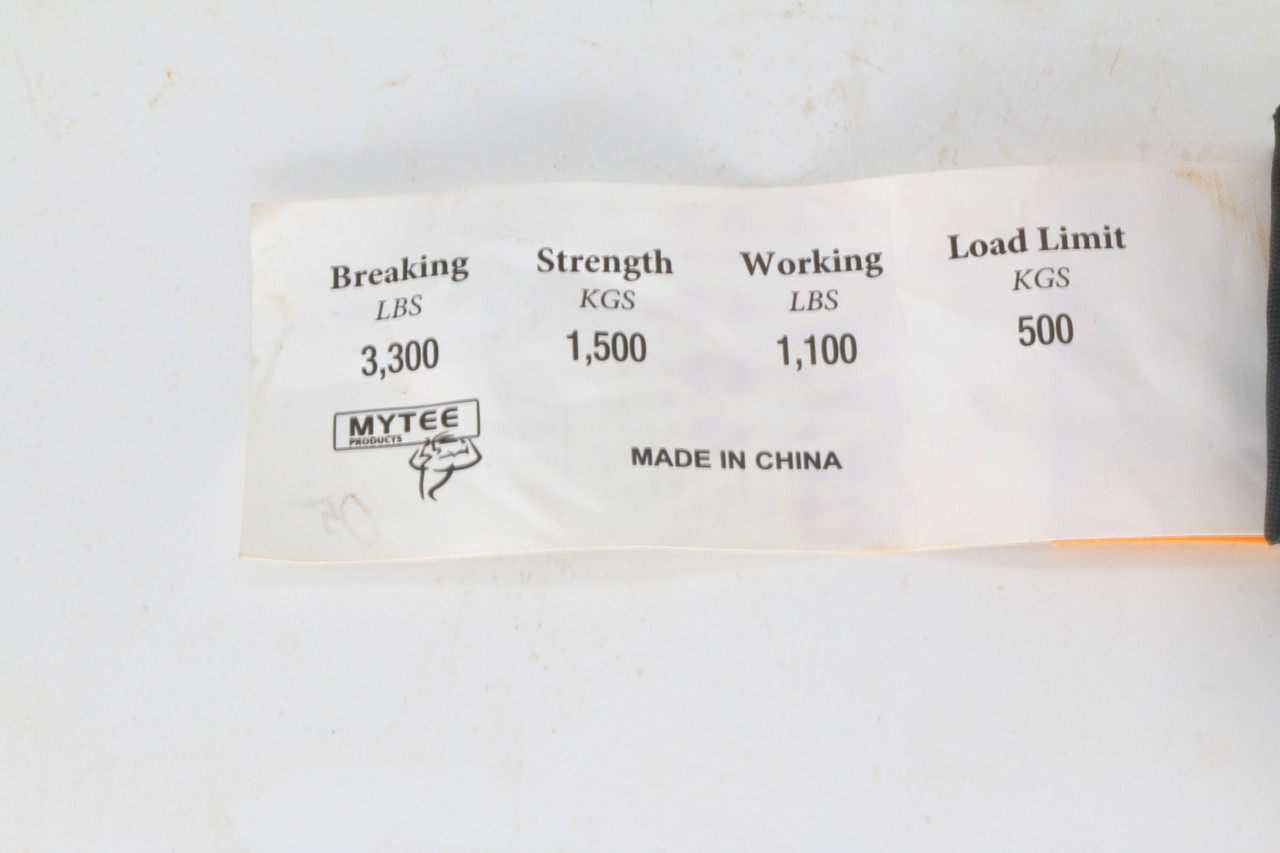 Breaking Strength Working Load Limit
LBS KGS LBS KGS
3,300 1,500 1,100 500
MYTEE
PRODUCTS
MADE IN CHINA